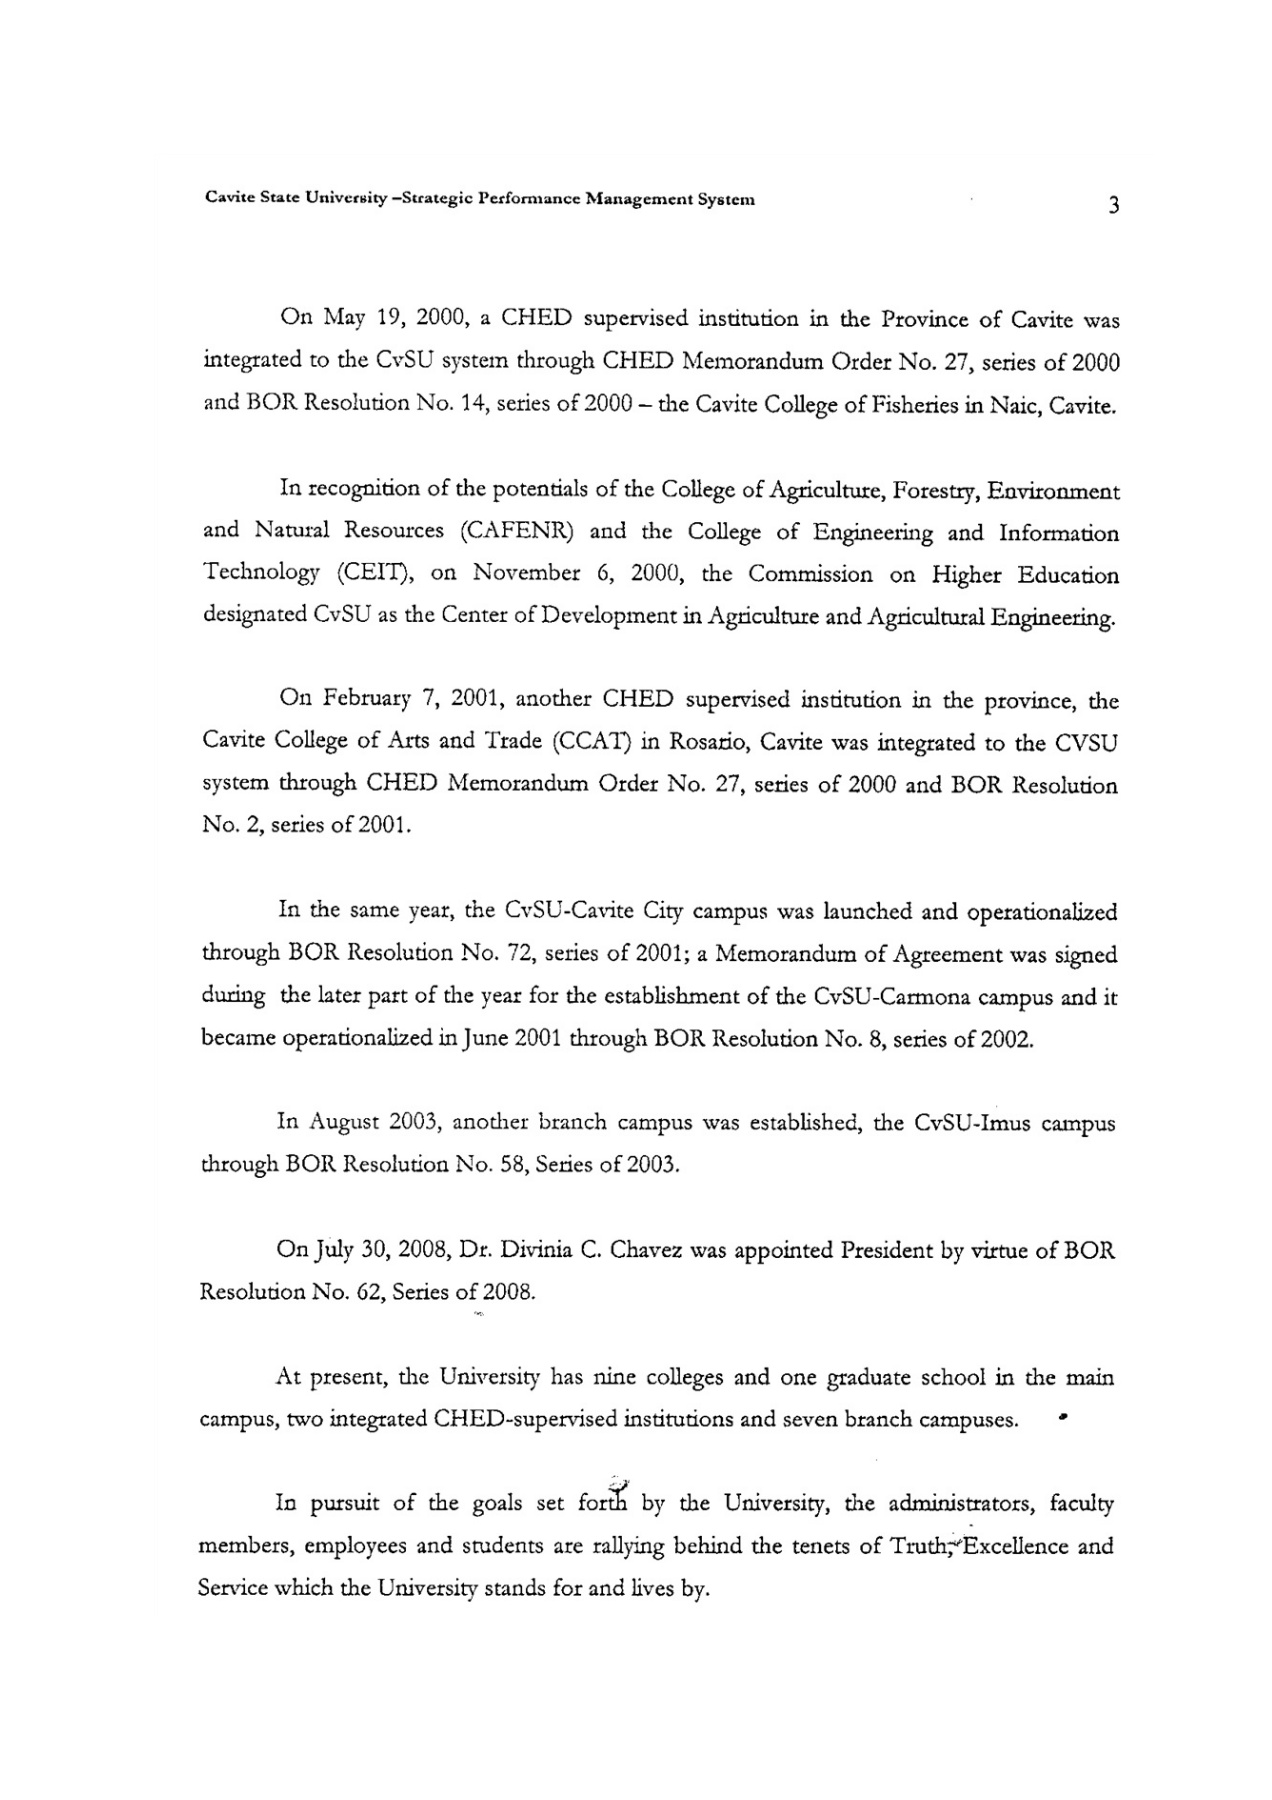 Cavite State University –Strategic Performance Management System
3
On May 19, 2000, a CHED supervised institution in the Province of Cavite was
integrated to the CvSU system through CHED Memorandum Order No. 27, series of 2000
and BOR Resolution No. 14, series of 2000 – the Cavite College of Fisheries in Naic, Cavite.
In recognition of the potentials of the College of Agriculture, Forestry, Environment
and Natural Resources (CAFENR) and the College of Engineering and Information
Technology (CEIT), on November 6, 2000, the Commission on Higher Education
designated CvSU as the Center of Development in Agriculture and Agricultural Engineering.
On February 7, 2001, another CHED supervised institution in the province, the
Cavite College of Arts and Trade (CCAT) in Rosario, Cavite was integrated to the CVSU
system through CHED Memorandum Order No. 27, series of 2000 and BOR Resolution
No. 2, series of 2001.
In the same year, the CvSU-Cavite City campus was launched and operationalized
through BOR Resolution No. 72, series of 2001; a Memorandum of Agreement was signed
during the later part of the year for the establishment of the CvSU-Carmona campus and it
became operationalized in June 2001 through BOR Resolution No. 8, series of 2002.
In August 2003, another branch campus was established, the CvSU-Imus campus
through BOR Resolution No. 58, Series of 2003.
On July 30, 2008, Dr. Divinia C. Chavez was appointed President by virtue of BOR
Resolution No. 62, Series of 2008.
At present, the University has nine colleges and one graduate school in the main
campus, two integrated CHED-supervised institutions and seven branch campuses.
In pursuit of the goals set forth by the University, the administrators, faculty
members, employees and students are rallying behind the tenets of Truth, Excellence and
Service which the University stands for and lives by.